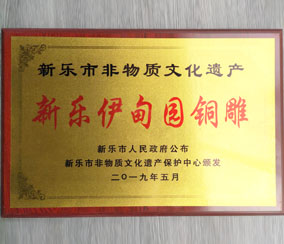 新乐市非物质文化遗产
新乐伊甸园铜雕
新乐市人民政府公布
新乐市非物质文化遗产保护中心颁发
二〇一九年五月